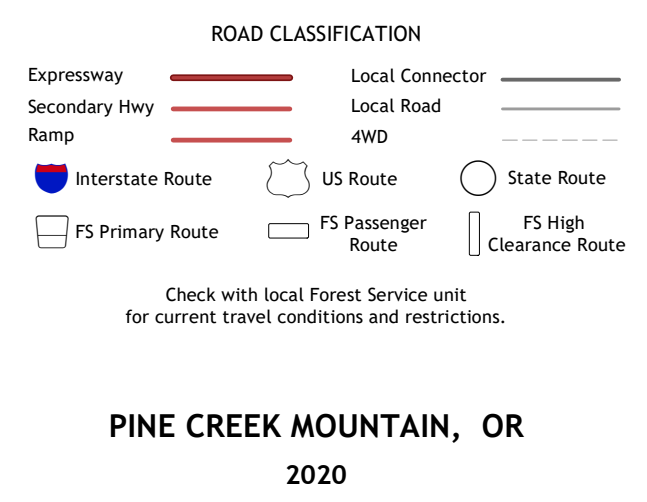 ROAD CLASSIFICATION
Expressway
Local Connector
Secondary Hwy
Local Road
Ramp
4WD
Interstate Route
US Route
State Route
FS Primary Route
FS Passenger
Route
FS High
Clearance Route
Check with local Forest Service unit
for current travel conditions and restrictions.
PINE CREEK MOUNTAIN, OR
2020